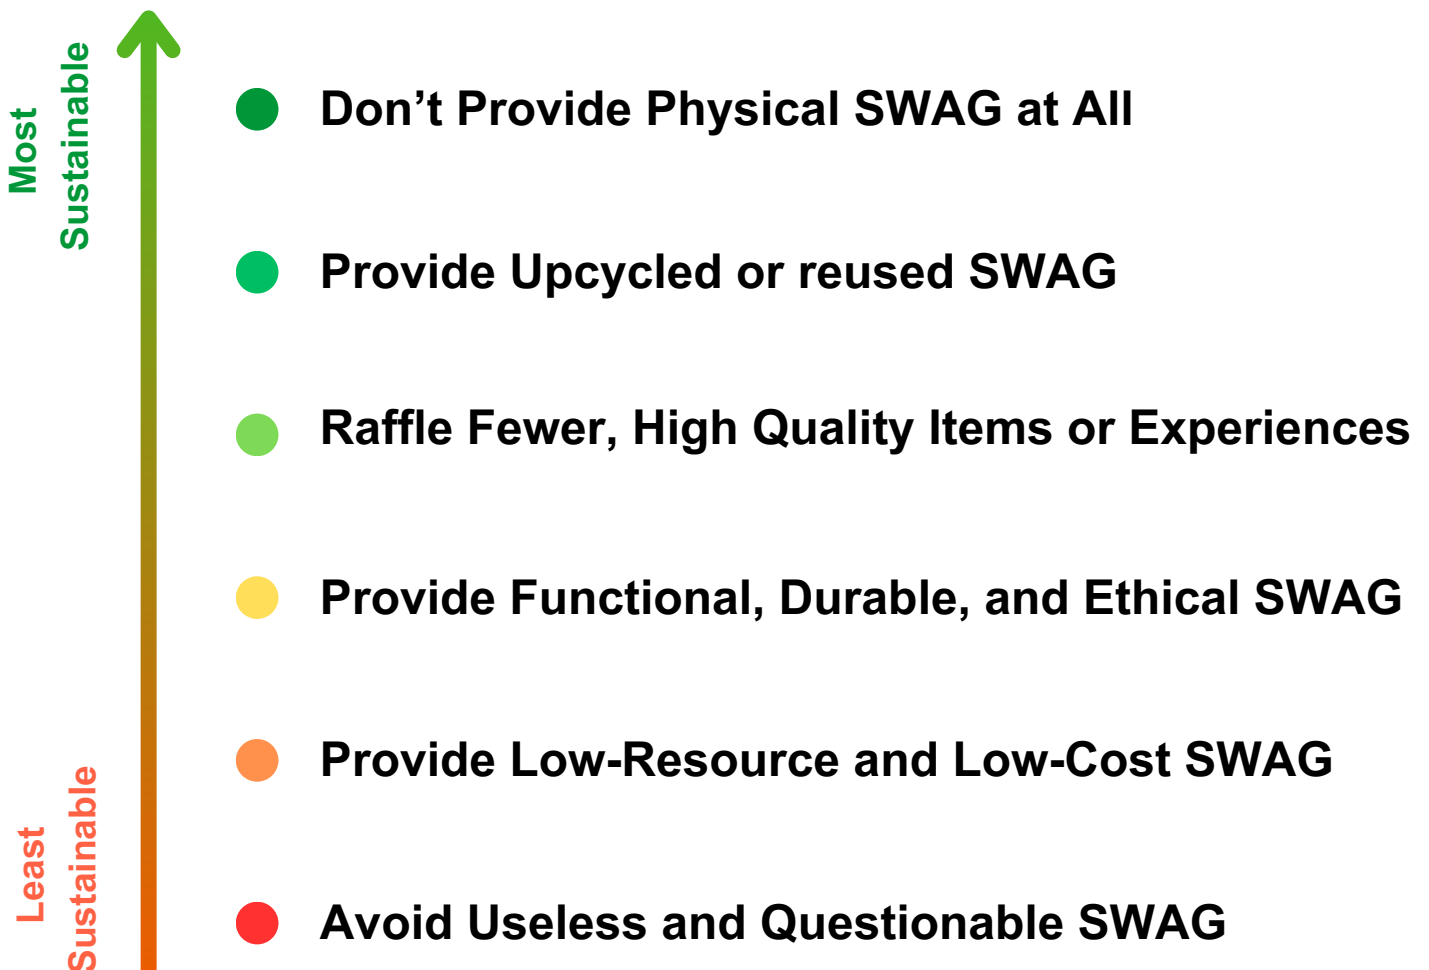 Most
Sustainable
Don’t Provide Physical SWAG at All
Provide Upcycled or reused SWAG
Raffle Fewer, High Quality Items or Experiences
Provide Functional, Durable, and Ethical SWAG
Provide Low-Resource and Low-Cost SWAG
Least
Sustainable
Avoid Useless and Questionable SWAG